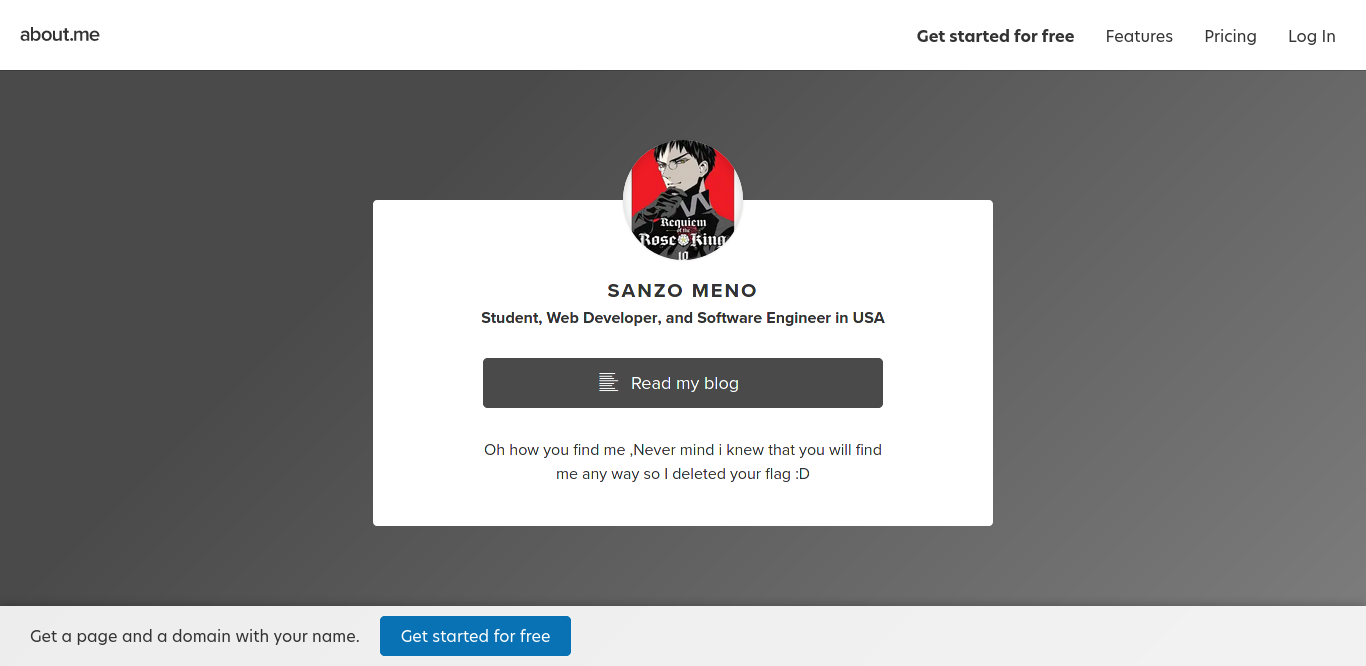 about.me
Get started for free
Features
Pricing
Log In
Requiem
of the
Rose King
10
SANZO MENO
Student, Web Developer, and Software Engineer in USA
Read my blog
Oh how you find me ,Never mind i knew that you will find
me any way so I deleted your flag :D
Get a page and a domain with your name.
Get started for free